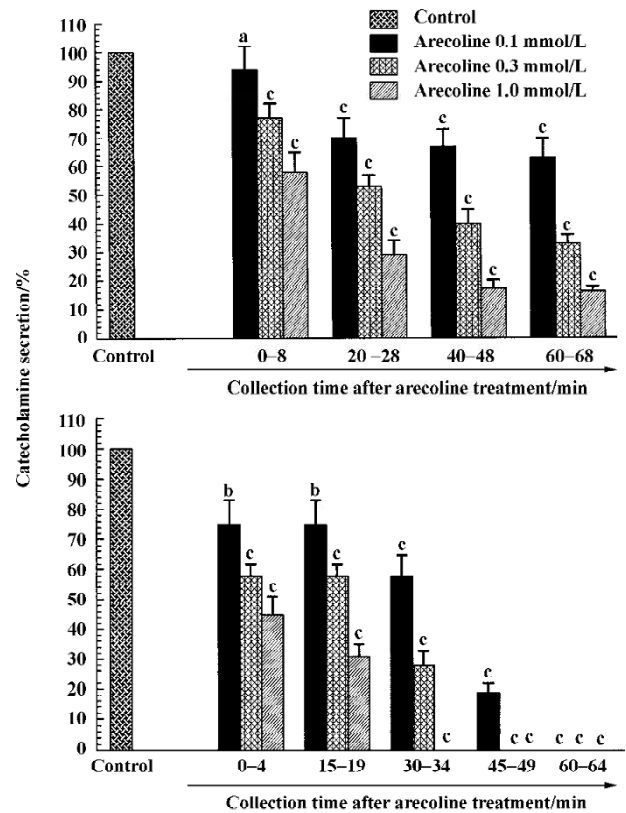 Control
Arecoline 0.1 mmol/L
Arecoline 0.3 mmol/L
Arecoline 1.0 mmol/L
110
100
90
80
70
60
50
40
30
20
10
0
a
c
c
c
c
c
c
c
c
c
c
c
Control
0–8
20–28
40–48
60–68
Collection time after arecoline treatment/min
Catecholamine secretion/%
110
100
90
80
70
60
50
40
30
20
10
0
b
c
c
b
c
c
c
c
c
c
c
c
c
c
c
Control
0–4
15–19
30–34
45–49
60–64
Collection time after arecoline treatment/min